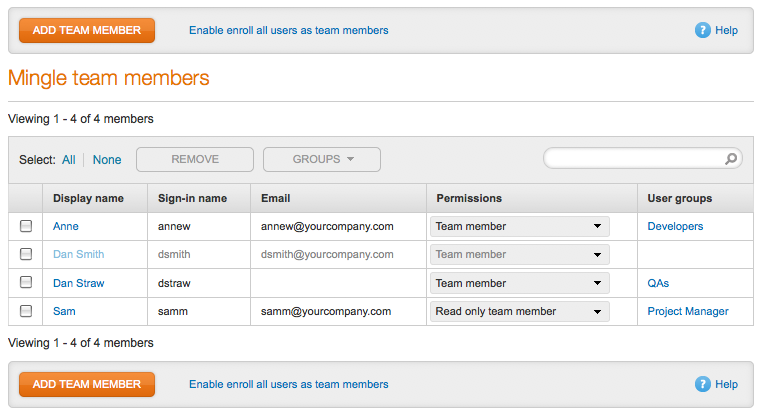 ADD TEAM MEMBER Enable enroll all users as team members ? Help
Mingle team members
Viewing 1 - 4 of 4 members
Select: All None REMOVE GROUPS
Display name Sign-in name Email Permissions User groups
Anne annew annew@yourcompany.com Team member Developers
Dan Smith dsmith dsmith@yourcompany.com Team member
Dan Straw dstraw Team member QAs
Sam samm samm@yourcompany.com Read only team member Project Manager
Viewing 1 - 4 of 4 members
ADD TEAM MEMBER Enable enroll all users as team members ? Help